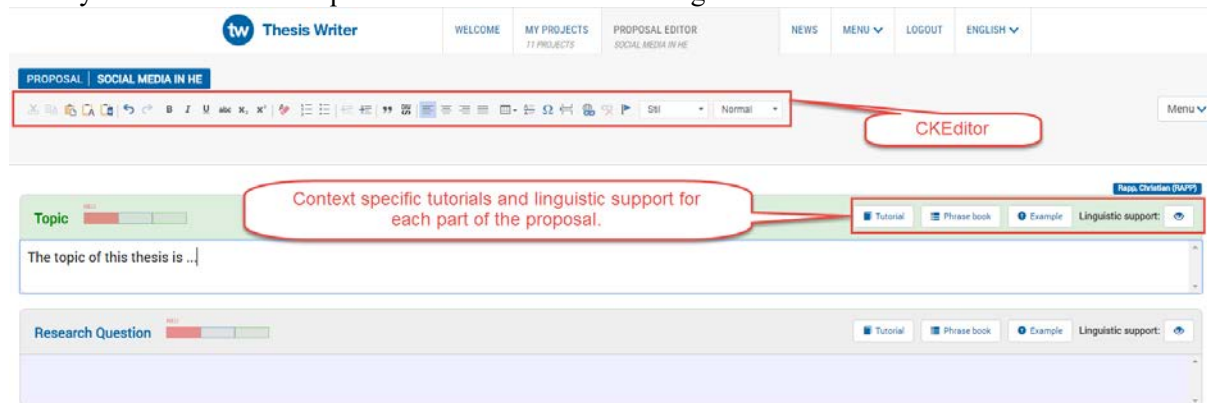 tw Thesis Writer
WELCOME
MY PROJECTS
11 PROJECTS
PROPOSAL EDITOR
SOCIAL MEDIA IN HE
NEWS
MENU
LOGOUT
ENGLISH
PROPOSAL | SOCIAL MEDIA IN HE
B I U abc X₂ X² Stil Normal
Menu
CKEditor
Rapp, Christian (RAPP)
Context specific tutorials and linguistic support for
each part of the proposal.
Topic
Tutorial
Phrase book
Example
Linguistic support:
The topic of this thesis is ...
Research Question
Tutorial
Phrase book
Example
Linguistic support: